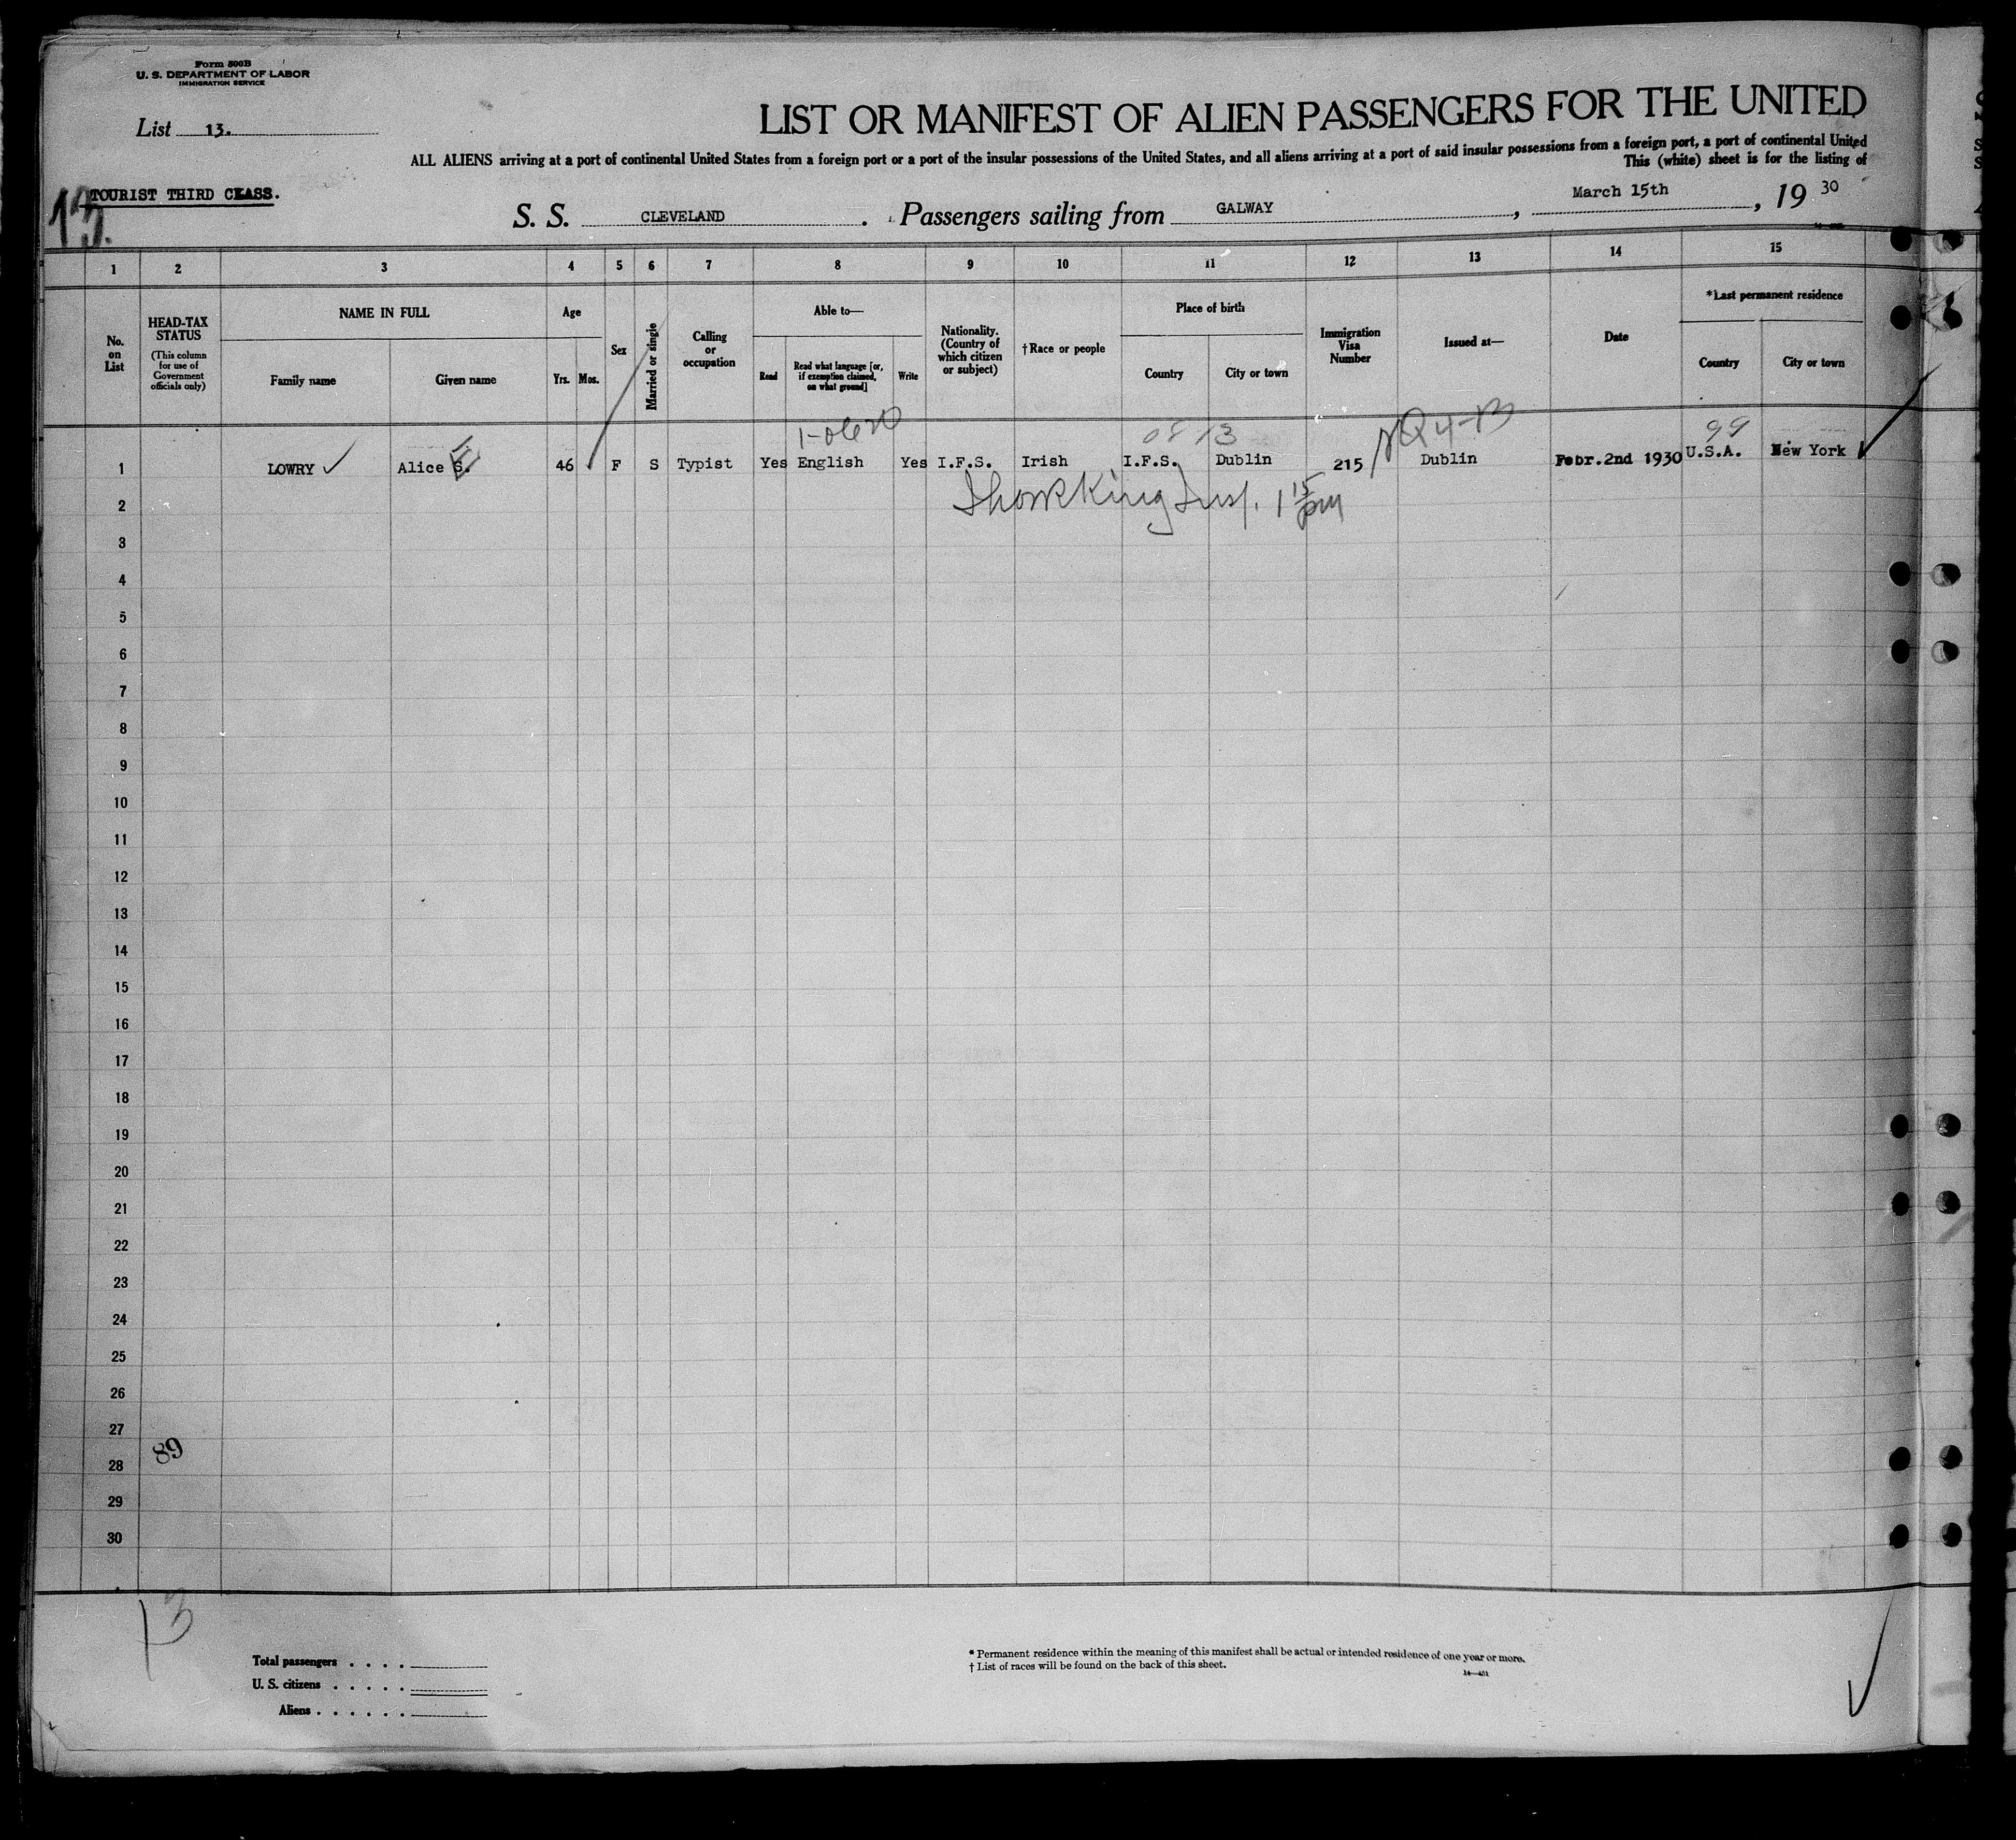 Form 500B
U. S. DEPARTMENT OF LABOR
IMMIGRATION SERVICE
List 13.
LIST OR MANIFEST OF ALIEN PASSENGERS FOR THE UNITED
ALL ALIENS arriving at a port of continental United States from a foreign port or a port of the insular possessions of the United States, and all aliens arriving at a port of said insular possessions from a foreign port, a port of continental United
This (white) sheet is for the listing of
TOURIST THIRD CLASS.
13.
S. S. CLEVELAND. Passengers sailing from GALWAY, March 15th, 19 30
1 2 3 4 5 6 7 8 9 10 11 12 13 14 15
No. on List
HEAD-TAX STATUS (This column for use of Government officials only)
NAME IN FULL
Family name Given name
Age
Yrs. Mos.
Sex
Married or single
Calling or occupation
Able to—
Read Read what language [or, if exemption claimed, on what ground] Write
Nationality. (Country of which citizen or subject)
†Race or people
Place of birth
Country City or town
Immigration Visa Number
Issued at—
Date
*Last permanent residence
Country City or town
08 13 99
1 LOWRY Alice E. 46 F S Typist Yes English Yes I.F.S. Irish I.F.S. Dublin 215 Dublin Febr.2nd 1930 U.S.A. New York
2
3
4
5
6
7
8
9
10
11
12
13
14
15
16
17
18
19
20
21
22
23
24
25
26
27
89
28
29
30
13
Total passengers . . . .
U. S. citizens . . . . .
Aliens . . . . . .
* Permanent residence within the meaning of this manifest shall be actual or intended residence of one year or more.
† List of races will be found on the back of this sheet.